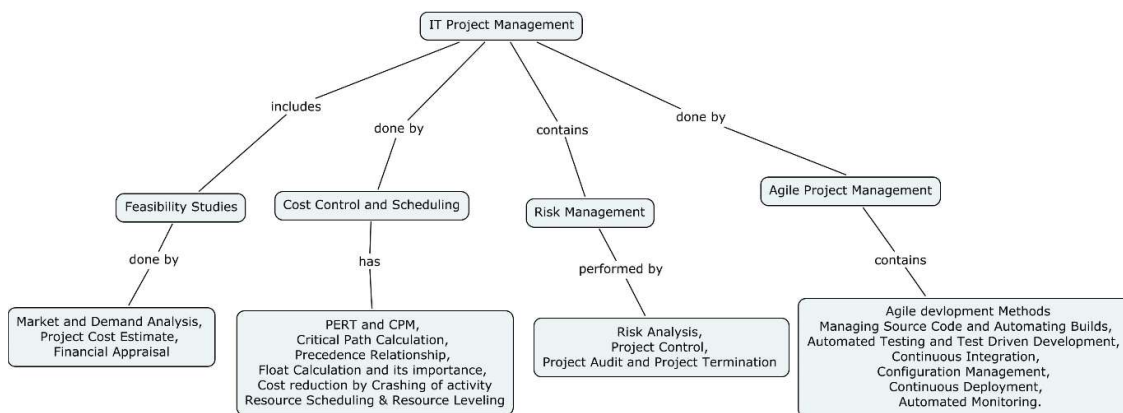 IT Project Management
includes
done by
contains
done by
Feasibility Studies
Cost Control and Scheduling
Risk Management
Agile Project Management
done by
has
performed by
contains
Market and Demand Analysis,
Project Cost Estimate,
Financial Appraisal
PERT and CPM,
Critical Path Calculation,
Precedence Relationship,
Float Calculation and its importance,
Cost reduction by Crashing of activity
Resource Scheduling & Resource Leveling
Risk Analysis,
Project Control,
Project Audit and Project Termination
Agile devlopment Methods
Managing Source Code and Automating Builds,
Automated Testing and Test Driven Development,
Continuous Integration,
Configuration Management,
Continuous Deployment,
Automated Monitoring.